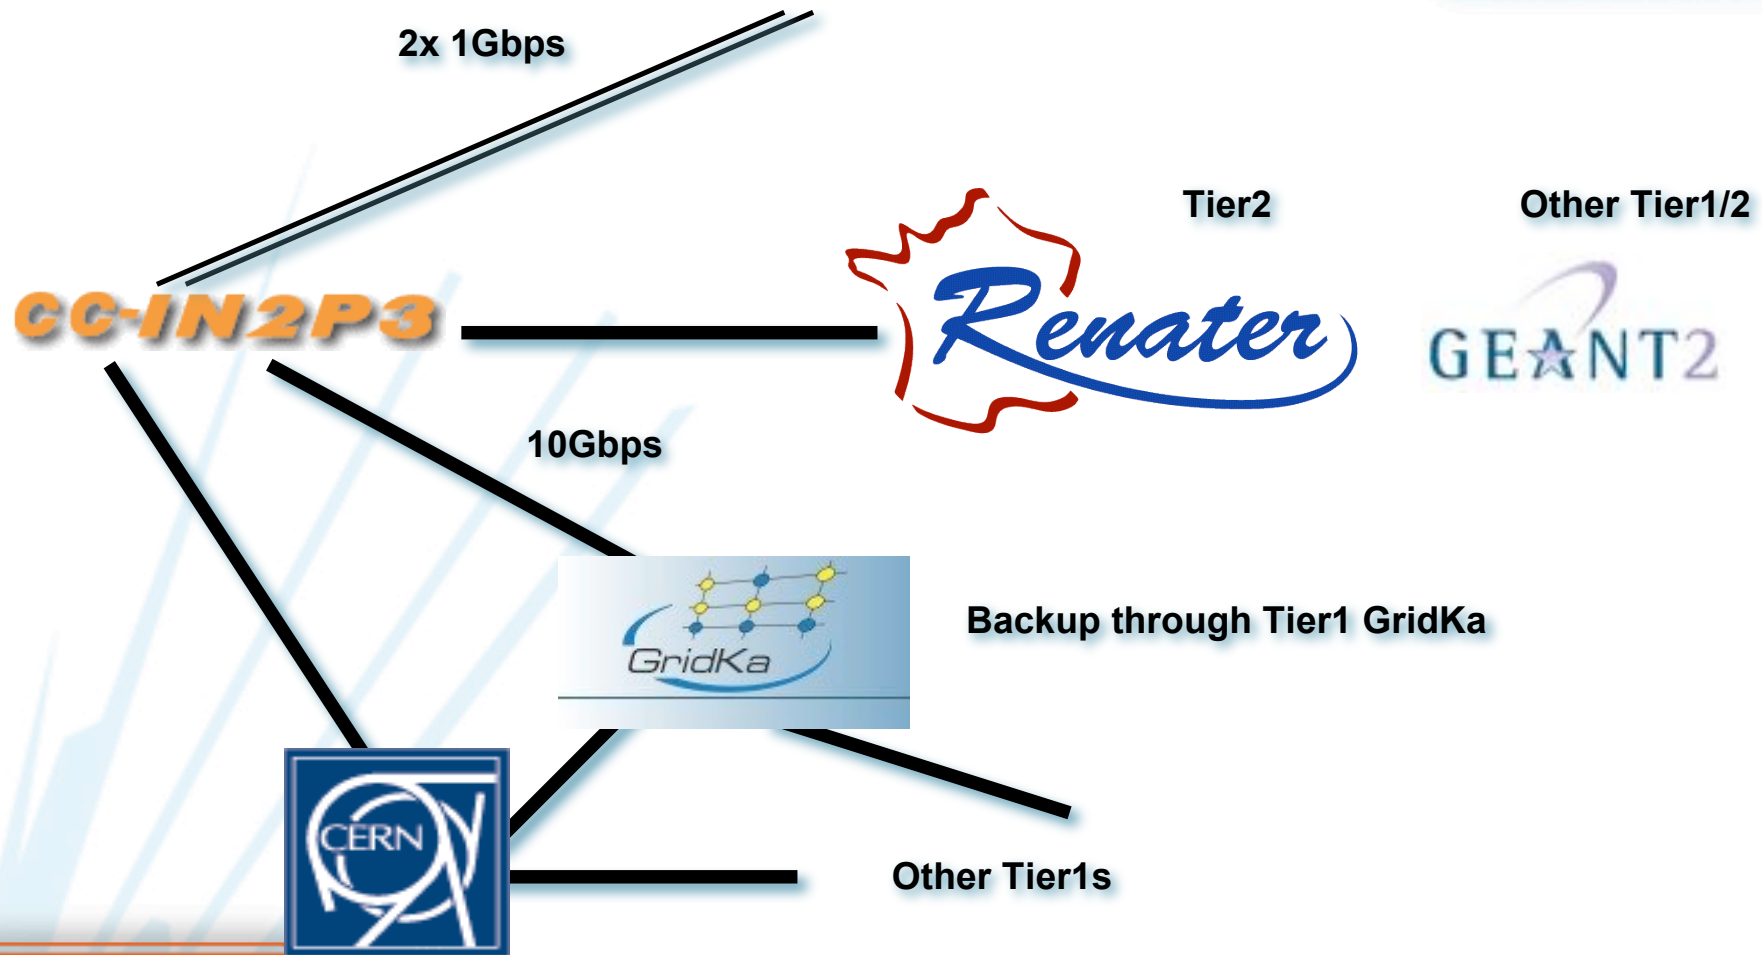 2x 1Gbps
Tier2
Other Tier1/2
CC-IN2P3
Renater
GEANT2
10Gbps
GridKa
Backup through Tier1 GridKa
CERN
Other Tier1s